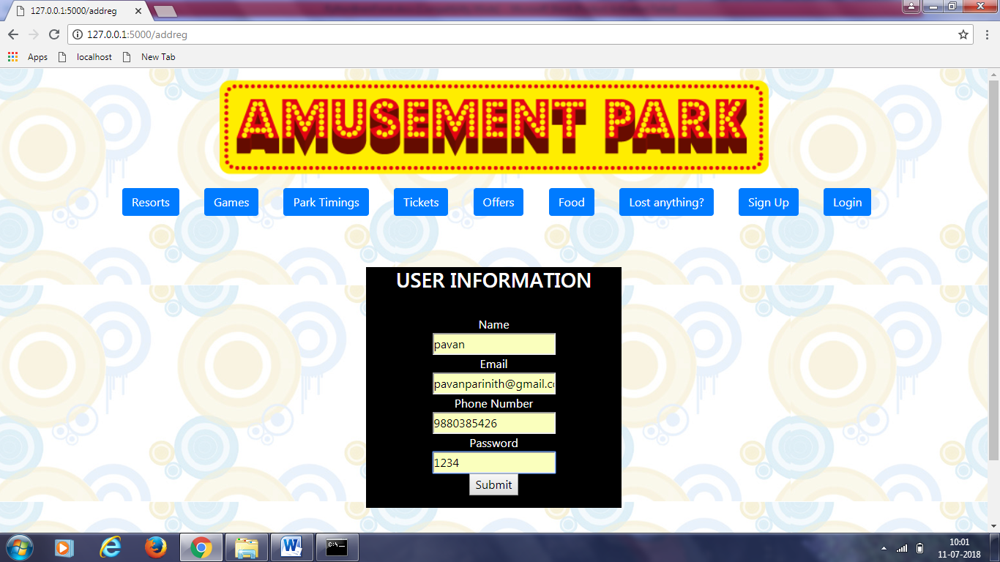 127.0.0.1:5000/addreg
127.0.0.1:5000/addreg
Apps localhost New Tab
AMUSEMENT PARK
Resorts Games Park Timings Tickets Offers Food Lost anything? Sign Up Login
USER INFORMATION
Name
pavan
Email
pavanparinith@gmail.co
Phone Number
9880385426
Password
1234
Submit
10:01
11-07-2018